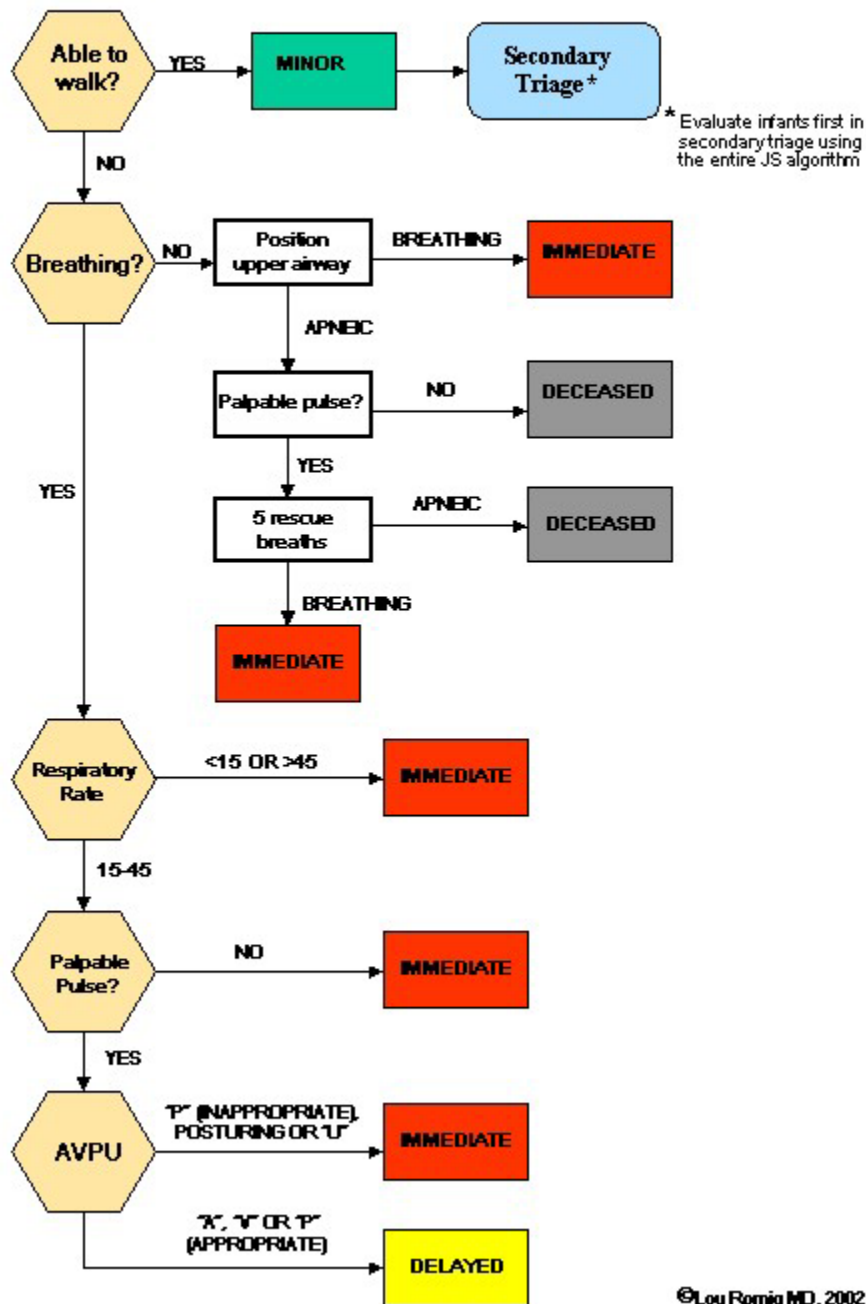 Able to
walk?
YES
MINOR
Secondary
Triage*
* Evaluate infants first in
secondary triage using
the entire JS algorithm
NO
Breathing?
NO
Position
upper airway
BREATHING
IMMEDIATE
APNEIC
Palpable pulse?
NO
DECEASED
YES
YES
5 rescue
breaths
APNEIC
DECEASED
BREATHING
IMMEDIATE
Respiratory
Rate
<15 OR >45
IMMEDIATE
15-45
Palpable
Pulse?
NO
IMMEDIATE
YES
AVPU
"P" (INAPPROPRIATE),
POSTURING OR "U"
IMMEDIATE
"A", "V" OR "P"
(APPROPRIATE)
DELAYED
©Lou Romig MD, 2002